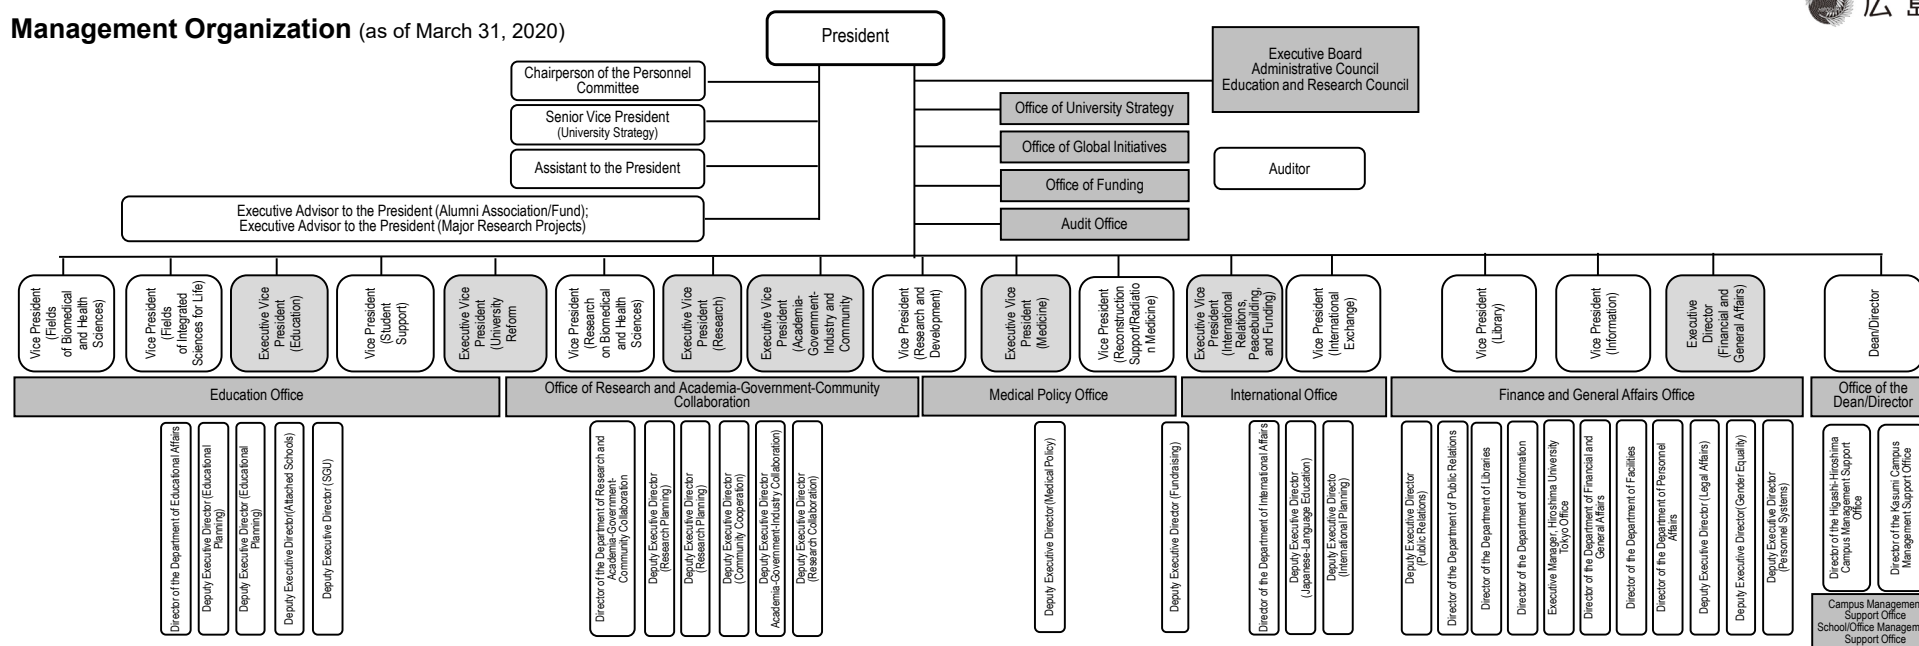 Management Organization (as of March 31, 2020)
広 島
President
Executive Board
Administrative Council
Education and Research Council
Chairperson of the Personnel
Committee
Senior Vice President
(University Strategy)
Assistant to the President
Executive Advisor to the President (Alumni Association/Fund);
Executive Advisor to the President (Major Research Projects)
Office of University Strategy
Office of Global Initiatives
Office of Funding
Audit Office
Auditor
Vice President
(Fields
of Biomedical
and Health
Sciences)
Vice President
(Fields
of Integrated
Sciences for Life)
Executive Vice
President
(Education)
Vice President
(Student
Support)
Executive Vice
President
(University
Reform
Vice President
(Research
on Biomedical
and Health
Sciences)
Executive Vice
President
(Research)
Executive Vice
President
(Academia-
Government-
Industry and
Community
Vice President
(Research and
Development)
Executive Vice
President
(Medicine)
Vice President
(Reconstruction
Support/Radiatio
n Medicine)
Executive Vice
President
(International
Relations,
Peacebuilding,
and Funding)
Vice President
(International
Exchange)
Vice President
(Library)
Vice President
(Information)
Executive
Director
(Financial and
General Affairs)
Dean/Director
Education Office
Office of Research and Academia-Government-Community
Collaboration
Medical Policy Office
International Office
Finance and General Affairs Office
Office of the
Dean/Director
Director of the Department of Educational Affairs
Deputy Executive Director (Educational
Planning)
Deputy Executive Director (Educational
Planning)
Deputy Executive Director(Attached Schools)
Deputy Executive Director (SGU)
Director of the Department of Research and
Academia-Government-
Community Collaboration
Deputy Executive Director
(Research Planning)
Deputy Executive Director
(Research Planning)
Deputy Executive Director
(Community Cooperation)
Deputy Executive Director
Academia-Government-Industry Collaboration)
Deputy Executive Director
(Research Collaboration)
Deputy Executive Director(Medical Policy)
Deputy Executive Director (Fundraising)
Director of the Department of International Affairs
Deputy Executive Director
(Japanese-Language Education)
Deputy Executive Directo
(International Planning)
Deputy Executive Director
(Public Relations)
Director of the Department of Public Relations
Director of the Department of Libraries
Director of the Department of Information
Executive Manager, Hiroshima University
Tokyo Office
Director of the Department of Financial and
General Affairs
Director of the Department of Facilities
Director of the Department of Personnel
Affairs
Deputy Executive Director (Legal Affairs)
Deputy Executive Director(Gender Equality)
Deputy Executive Director
(Personnel Systems)
Director of the Higashi-Hiroshima
Campus Management Support
Office
Director of the Kasumi Campus
Management Support Office
Campus Management
Support Office
School/Office Managem
Support Office